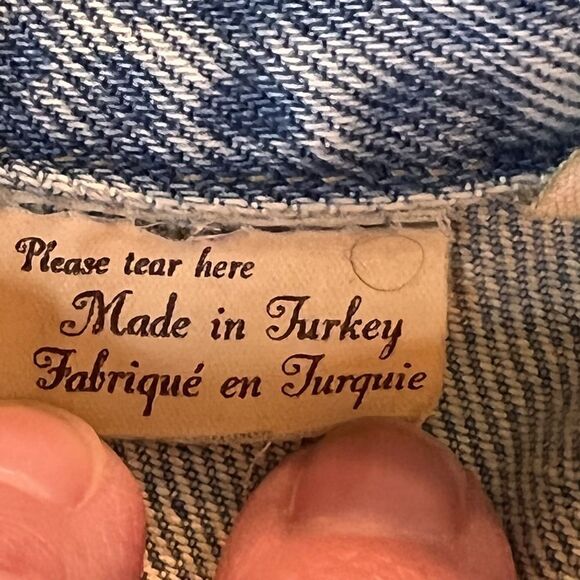 Please tear here
Made in Turkey
Fabriqué en Turquie